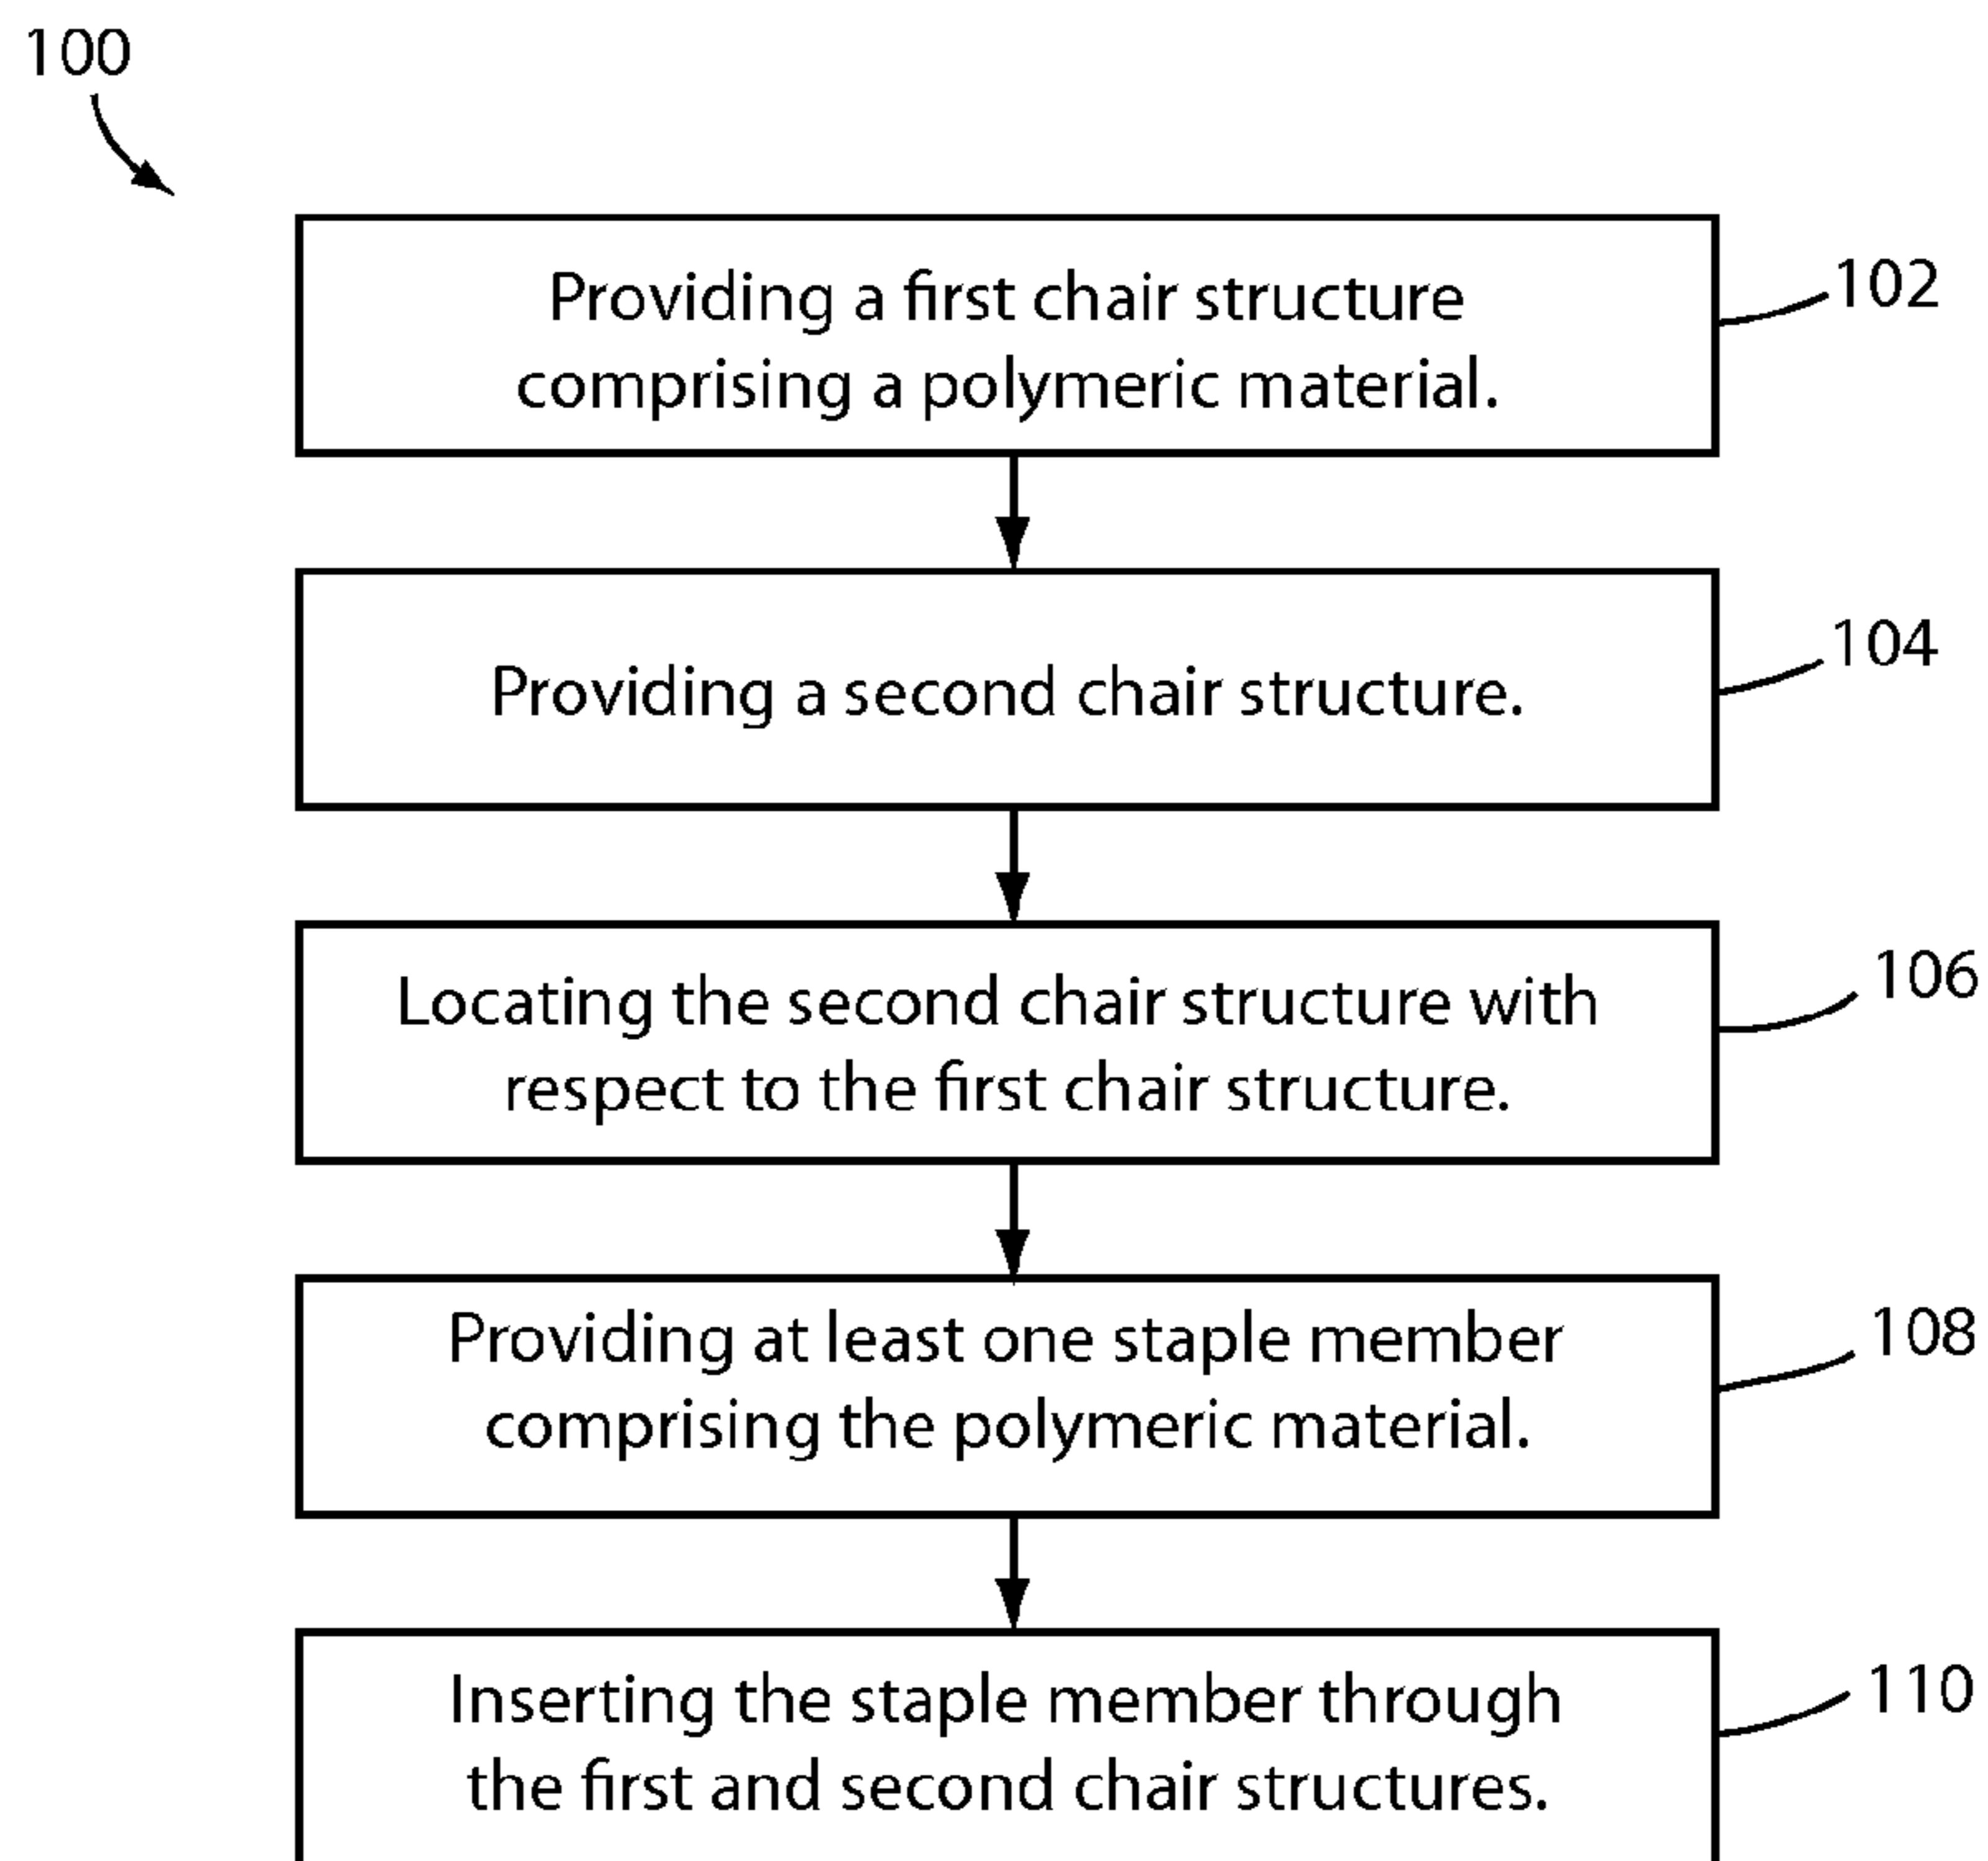 100
Providing a first chair structure
comprising a polymeric material.
102
Providing a second chair structure.
104
Locating the second chair structure with
respect to the first chair structure.
106
Providing at least one staple member
comprising the polymeric material.
108
Inserting the staple member through
the first and second chair structures.
110